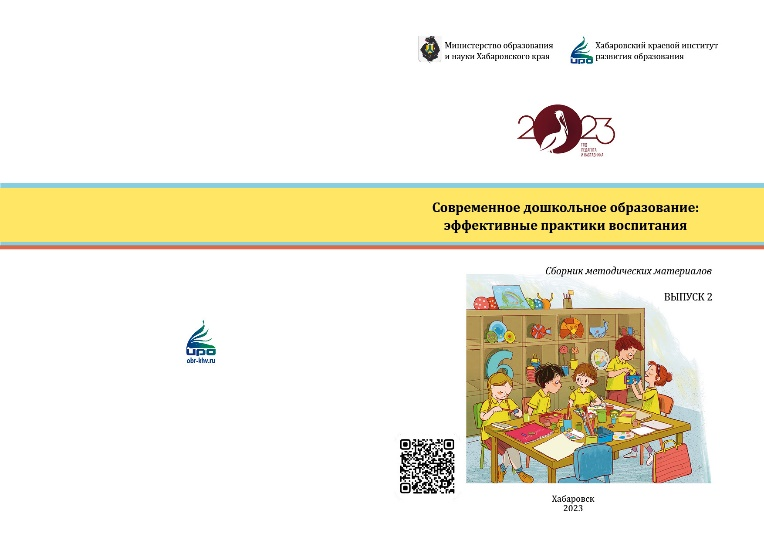 Министерство образования
и науки Хабаровского края
Хабаровский краевой институт
развития образования
ИРО
2023
ГОД
ПЕДАГОГА
И НАСТАВНИКА
Современное дошкольное образование:
эффективные практики воспитания
Сборник методических материалов
ВЫПУСК 2
ИРО
obr-khv.ru
Хабаровск
2023